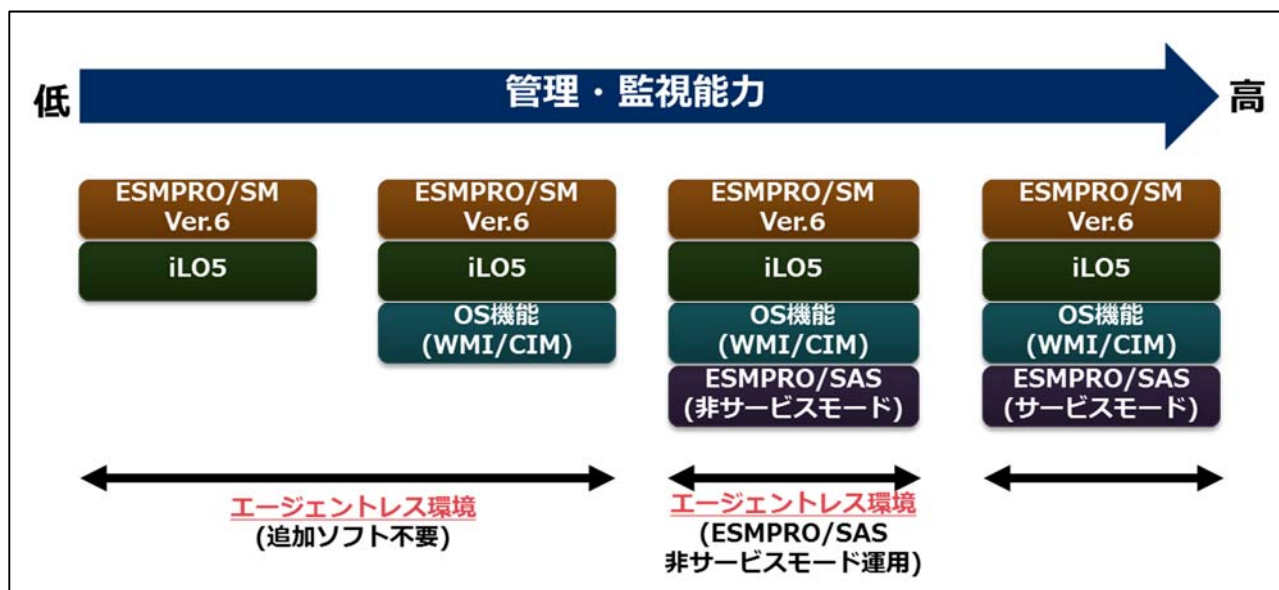 管理・監視能力
低
高
ESMPRO/SM
Ver.6
iLO5
ESMPRO/SM
Ver.6
iLO5
OS機能
(WMI/CIM)
ESMPRO/SM
Ver.6
iLO5
OS機能
(WMI/CIM)
ESMPRO/SAS
(非サービスモード)
ESMPRO/SM
Ver.6
iLO5
OS機能
(WMI/CIM)
ESMPRO/SAS
(サービスモード)
エージェントレス環境
(追加ソフト不要)
エージェントレス環境
(ESMPRO/SAS
非サービスモード運用)